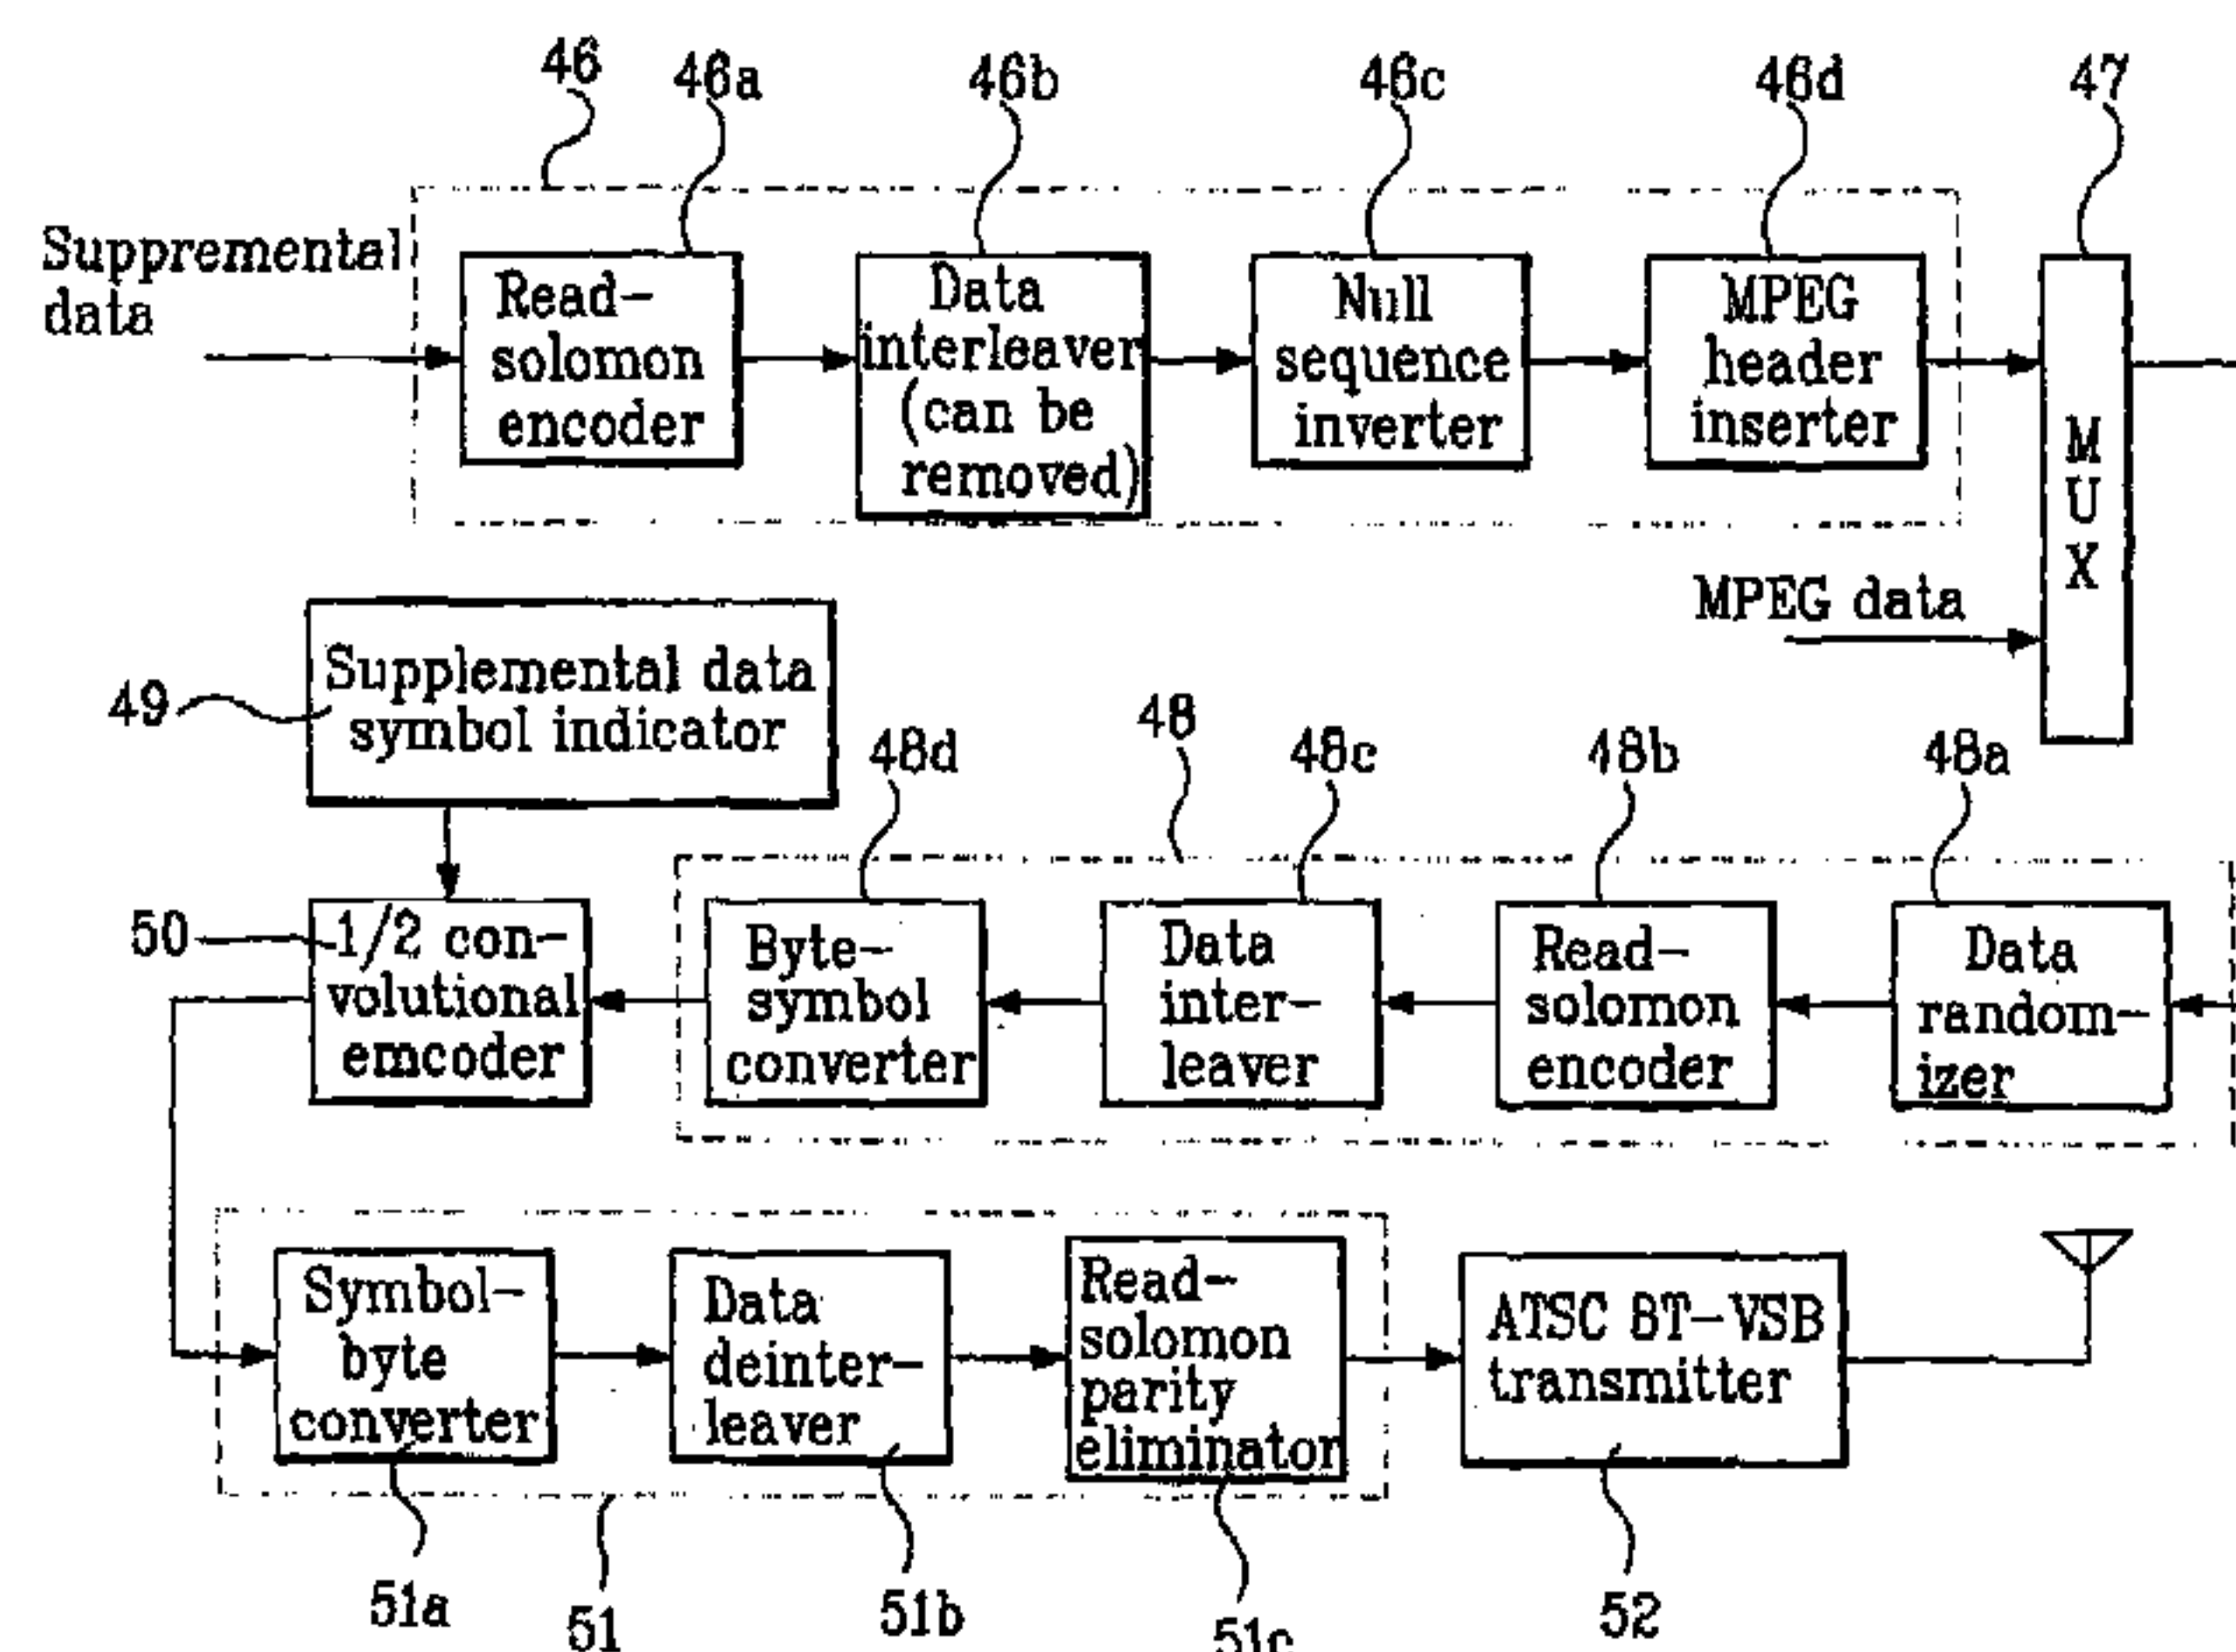 46
46a
46b
46c
46d
47
Suppremental
data
Read-
solomon
encoder
Data
interleaver
(can be
removed)
Null
sequence
inverter
MPEG
header
inserter
M
U
X
MPEG data
Supplemental data
symbol indicator
49
48d
48
48c
48b
48a
50
1/2 con-
volutional
emcoder
Byte-
symbol
converter
Data
inter-
leaver
Read-
solomon
encoder
Data
random-
izer
Symbol-
byte
converter
Data
deinter-
leaver
Read-
solomon
parity
eliminator
ATSC 8T-VSB
transmitter
51a
51
51b
51c
52